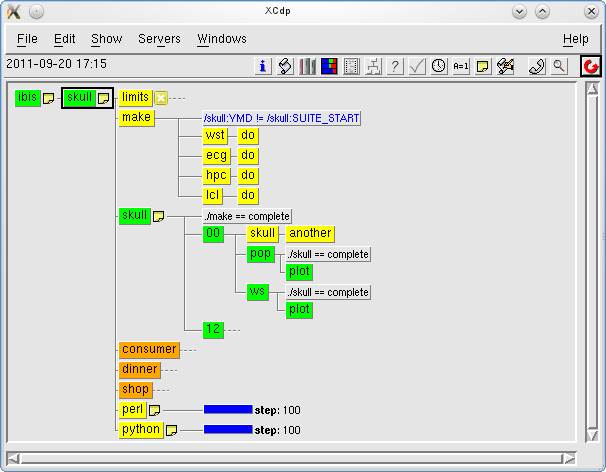 XCdp
File Edit Show Servers Windows Help
2011-09-20 17:15 i ? A=1
ibis skull limits
make /skull:YMD != /skull:SUITE_START
wst do
ecg do
hpc do
lcl do
skull ./make == complete
00 skull another
pop ./skull == complete
plot
ws ./skull == complete
plot
12
consumer
dinner
shop
perl step: 100
python step: 100